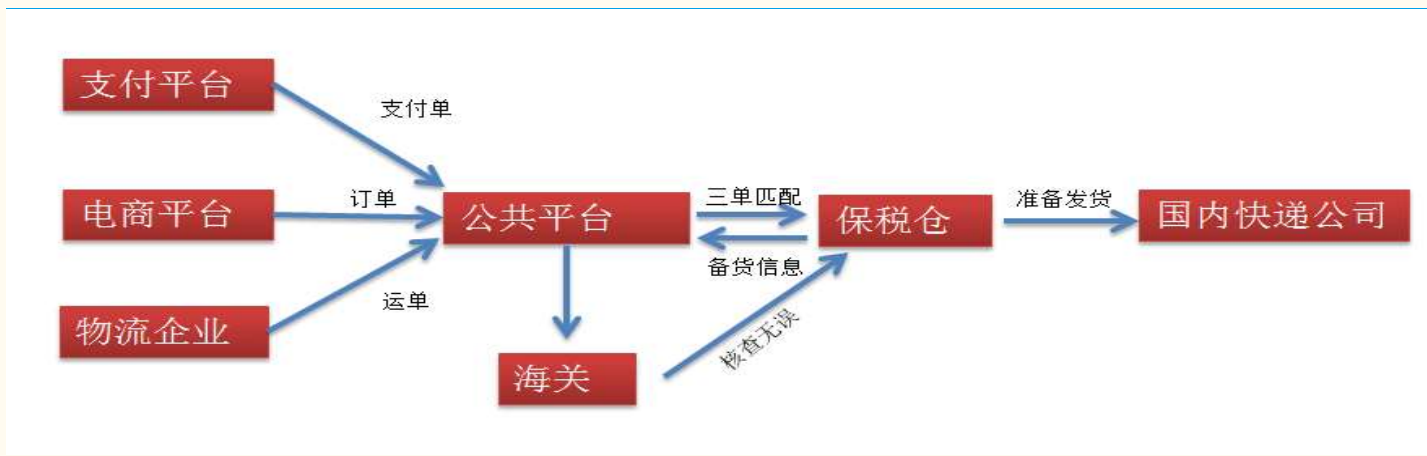 支付平台
支付单
电商平台
订单
公共平台
三单匹配
保税仓
准备发货
国内快递公司
备货信息
运单
物流企业
核查无误
海关